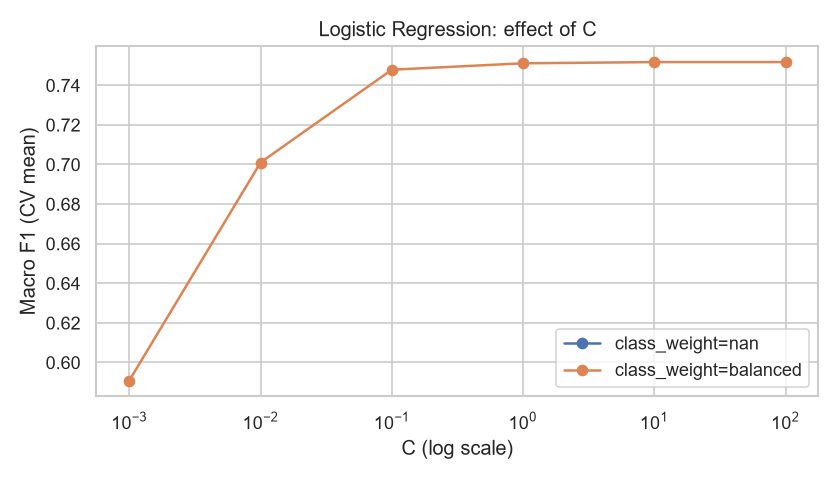 Logistic Regression: effect of C
Macro F1 (CV mean)
0.74
0.72
0.70
0.68
0.66
0.64
0.62
0.60
class_weight=nan
class_weight=balanced
10⁻³ 10⁻² 10⁻¹ 10⁰ 10¹ 10²
C (log scale)